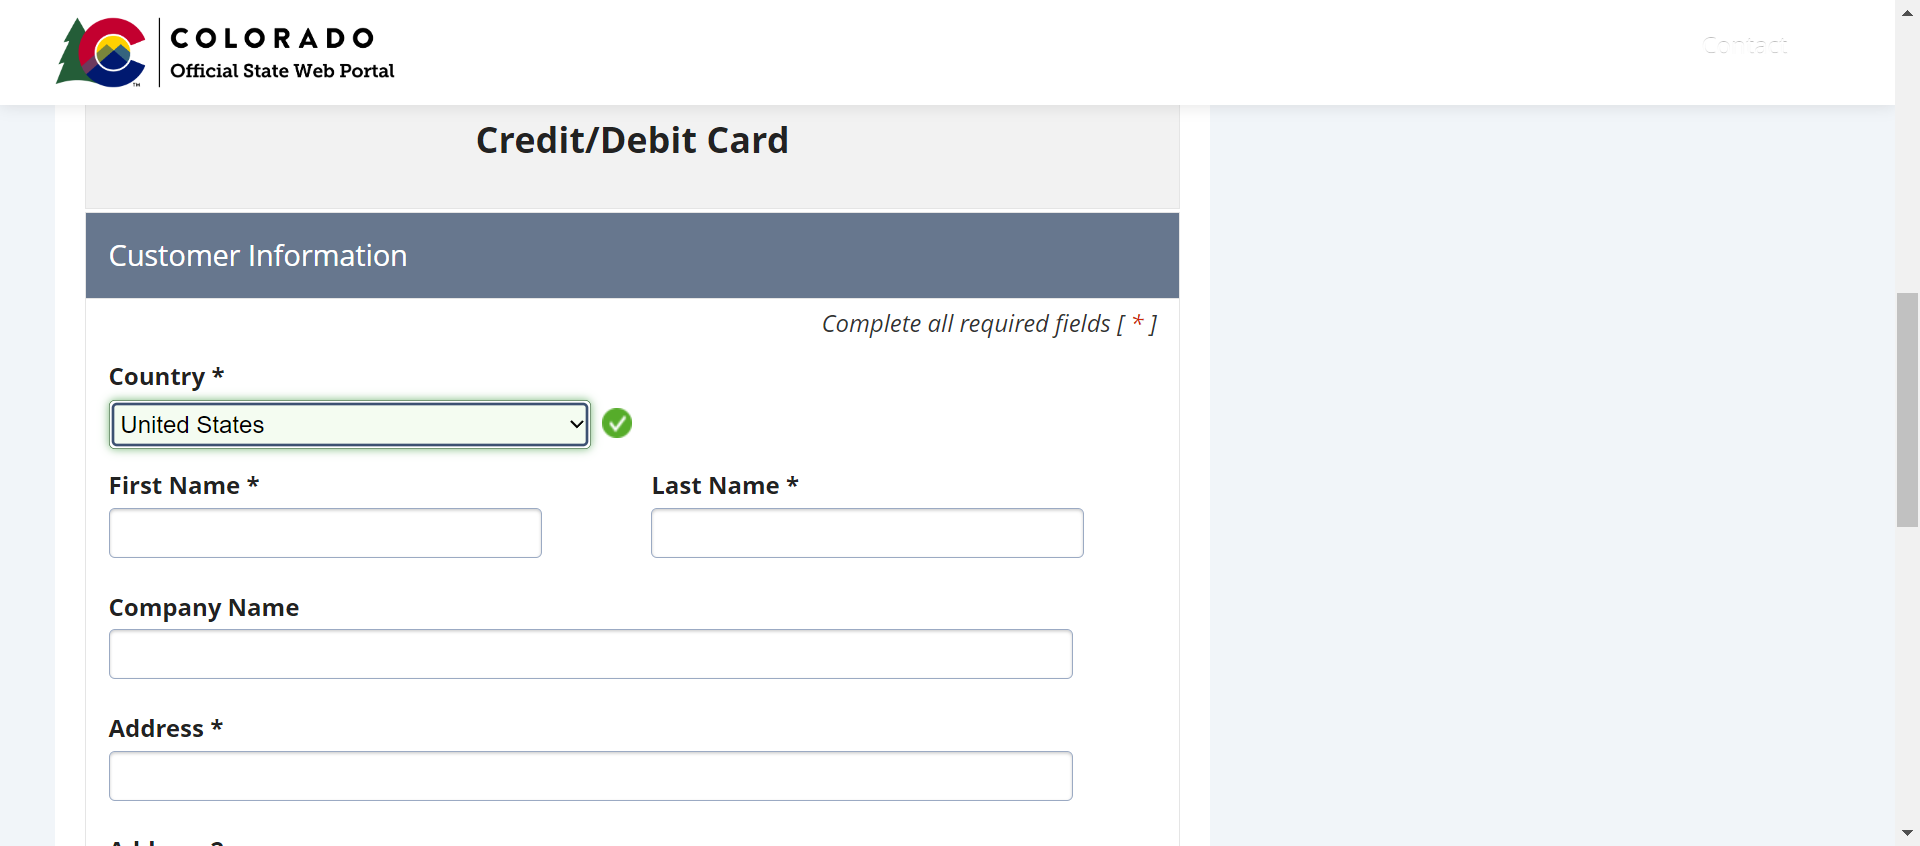 COLORADO
Official State Web Portal
Contact
Credit/Debit Card
Customer Information
Complete all required fields [ * ]
Country *
United States
First Name *
Last Name *
Company Name
Address *